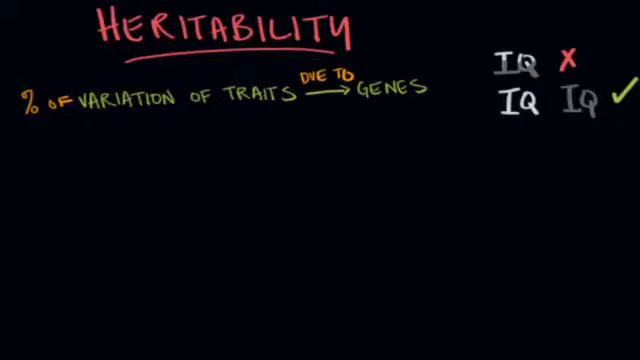 HERITABILITY
% OF VARIATION OF TRAITS DUE TO → GENES
IQ X
IQ IQ ✓